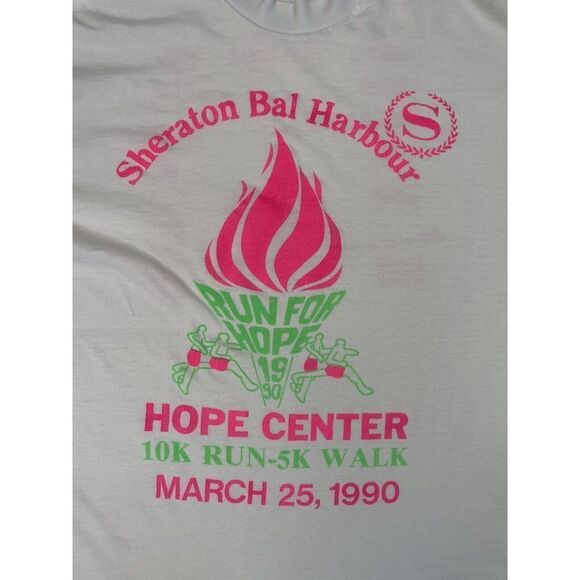 Sheraton Bal Harbour
S
RUN FOR
HOPE
19
90
HOPE CENTER
10K RUN-5K WALK
MARCH 25, 1990